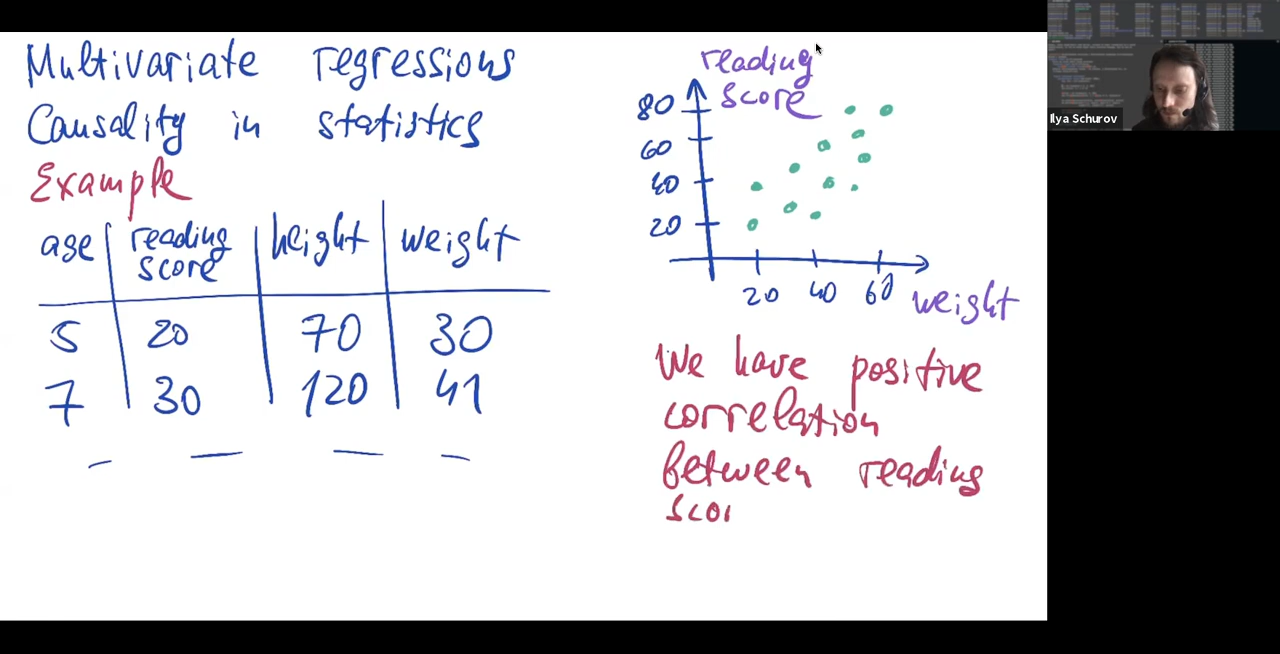 Multivariate regressions
Causality in statistics
Example
age reading score height weight
5 20 70 30
7 30 120 41
reading
score
80
60
40
20
20 40 60
weight
We have positive
correlation
between reading
scor
Ilya Schurov